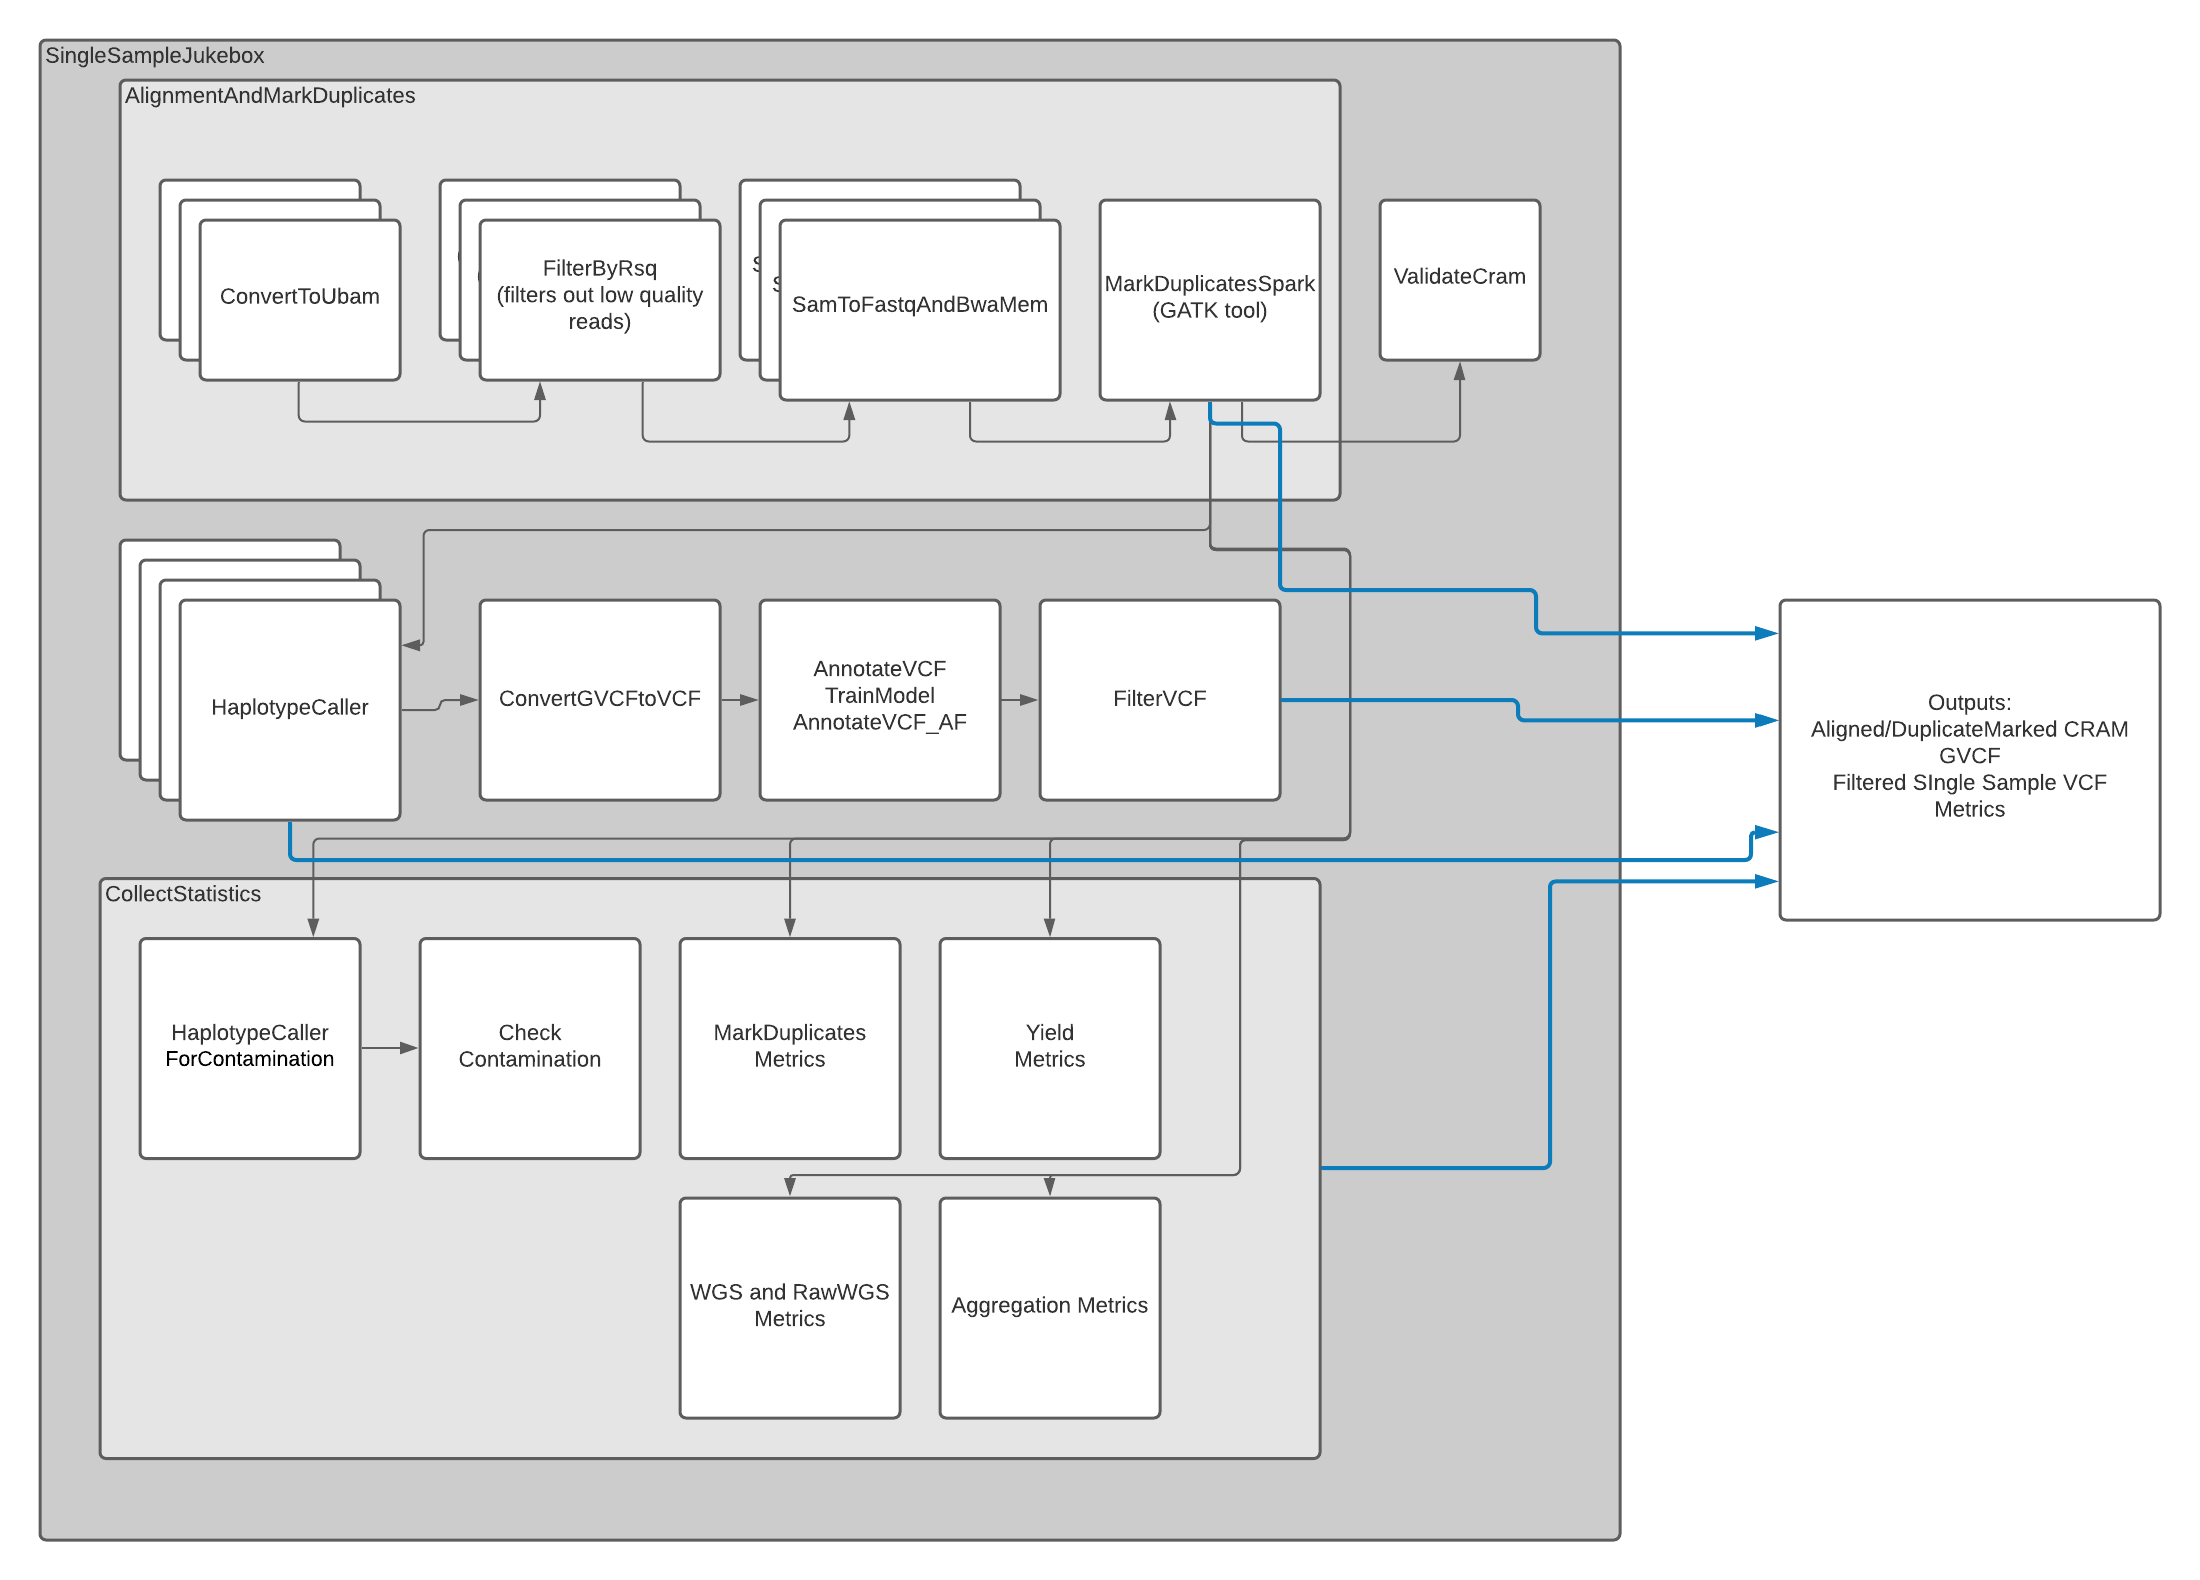 SingleSampleJukebox
AlignmentAndMarkDuplicates
ConvertToUbam
FilterByRsq
(filters out low quality
reads)
SamToFastqAndBwaMem
MarkDuplicatesSpark
(GATK tool)
ValidateCram
HaplotypeCaller
ConvertGVCFtoVCF
AnnotateVCF
TrainModel
AnnotateVCF_AF
FilterVCF
Outputs:
Aligned/DuplicateMarked CRAM
GVCF
Filtered SIngle Sample VCF
Metrics
CollectStatistics
HaplotypeCaller
ForContamination
Check
Contamination
MarkDuplicates
Metrics
Yield
Metrics
WGS and RawWGS
Metrics
Aggregation Metrics